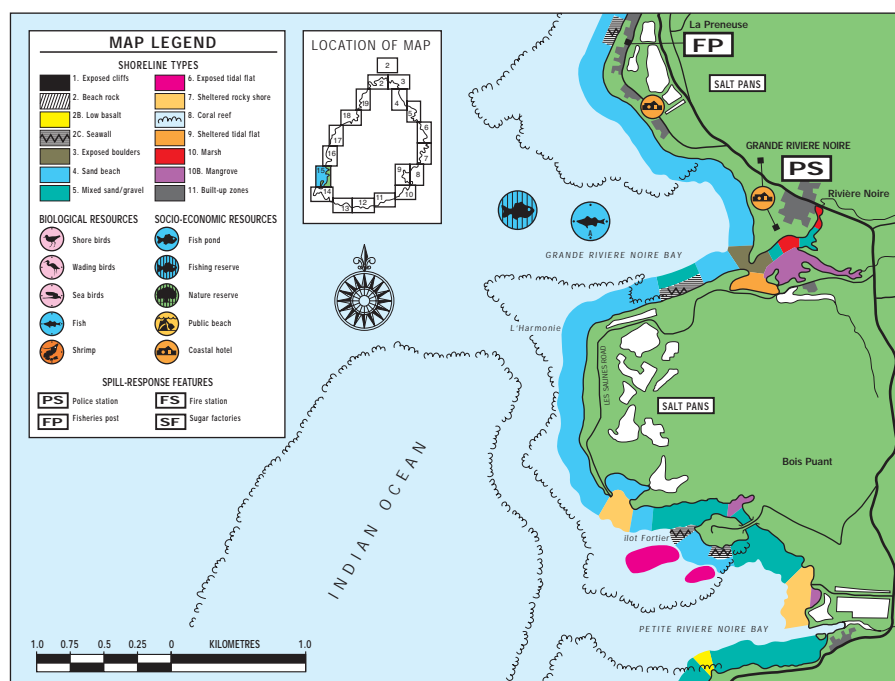 MAP LEGEND
SHORELINE TYPES
1. Exposed cliffs
2. Beach rock
2B. Low basalt
2C. Seawall
3. Exposed boulders
4. Sand beach
5. Mixed sand/gravel
6. Exposed tidal flat
7. Sheltered rocky shore
8. Coral reef
9. Sheltered tidal flat
10. Marsh
10B. Mangrove
11. Built-up zones
BIOLOGICAL RESOURCES
Shore birds
Wading birds
Sea birds
Fish
Shrimp
SOCIO-ECONOMIC RESOURCES
Fish pond
Fishing reserve
Nature reserve
Public beach
Coastal hotel
SPILL-RESPONSE FEATURES
PS Police station
FP Fisheries post
FS Fire station
SF Sugar factories
LOCATION OF MAP
2
2
3
19
4
18
5
17
6
16
7
15
9
8
14
10
13
12
11
La Preneuse
FP
SALT PANS
GRANDE RIVIERE NOIRE
PS
Rivière Noire
A
GRANDE RIVIERE NOIRE BAY
L'Harmonie
LES SALINES ROAD
SALT PANS
Bois Puant
INDIAN OCEAN
ilot Fortier
PETITE RIVIERE NOIRE BAY
1.0 0.75 0.5 0.25 0 KILOMETRES 1.0